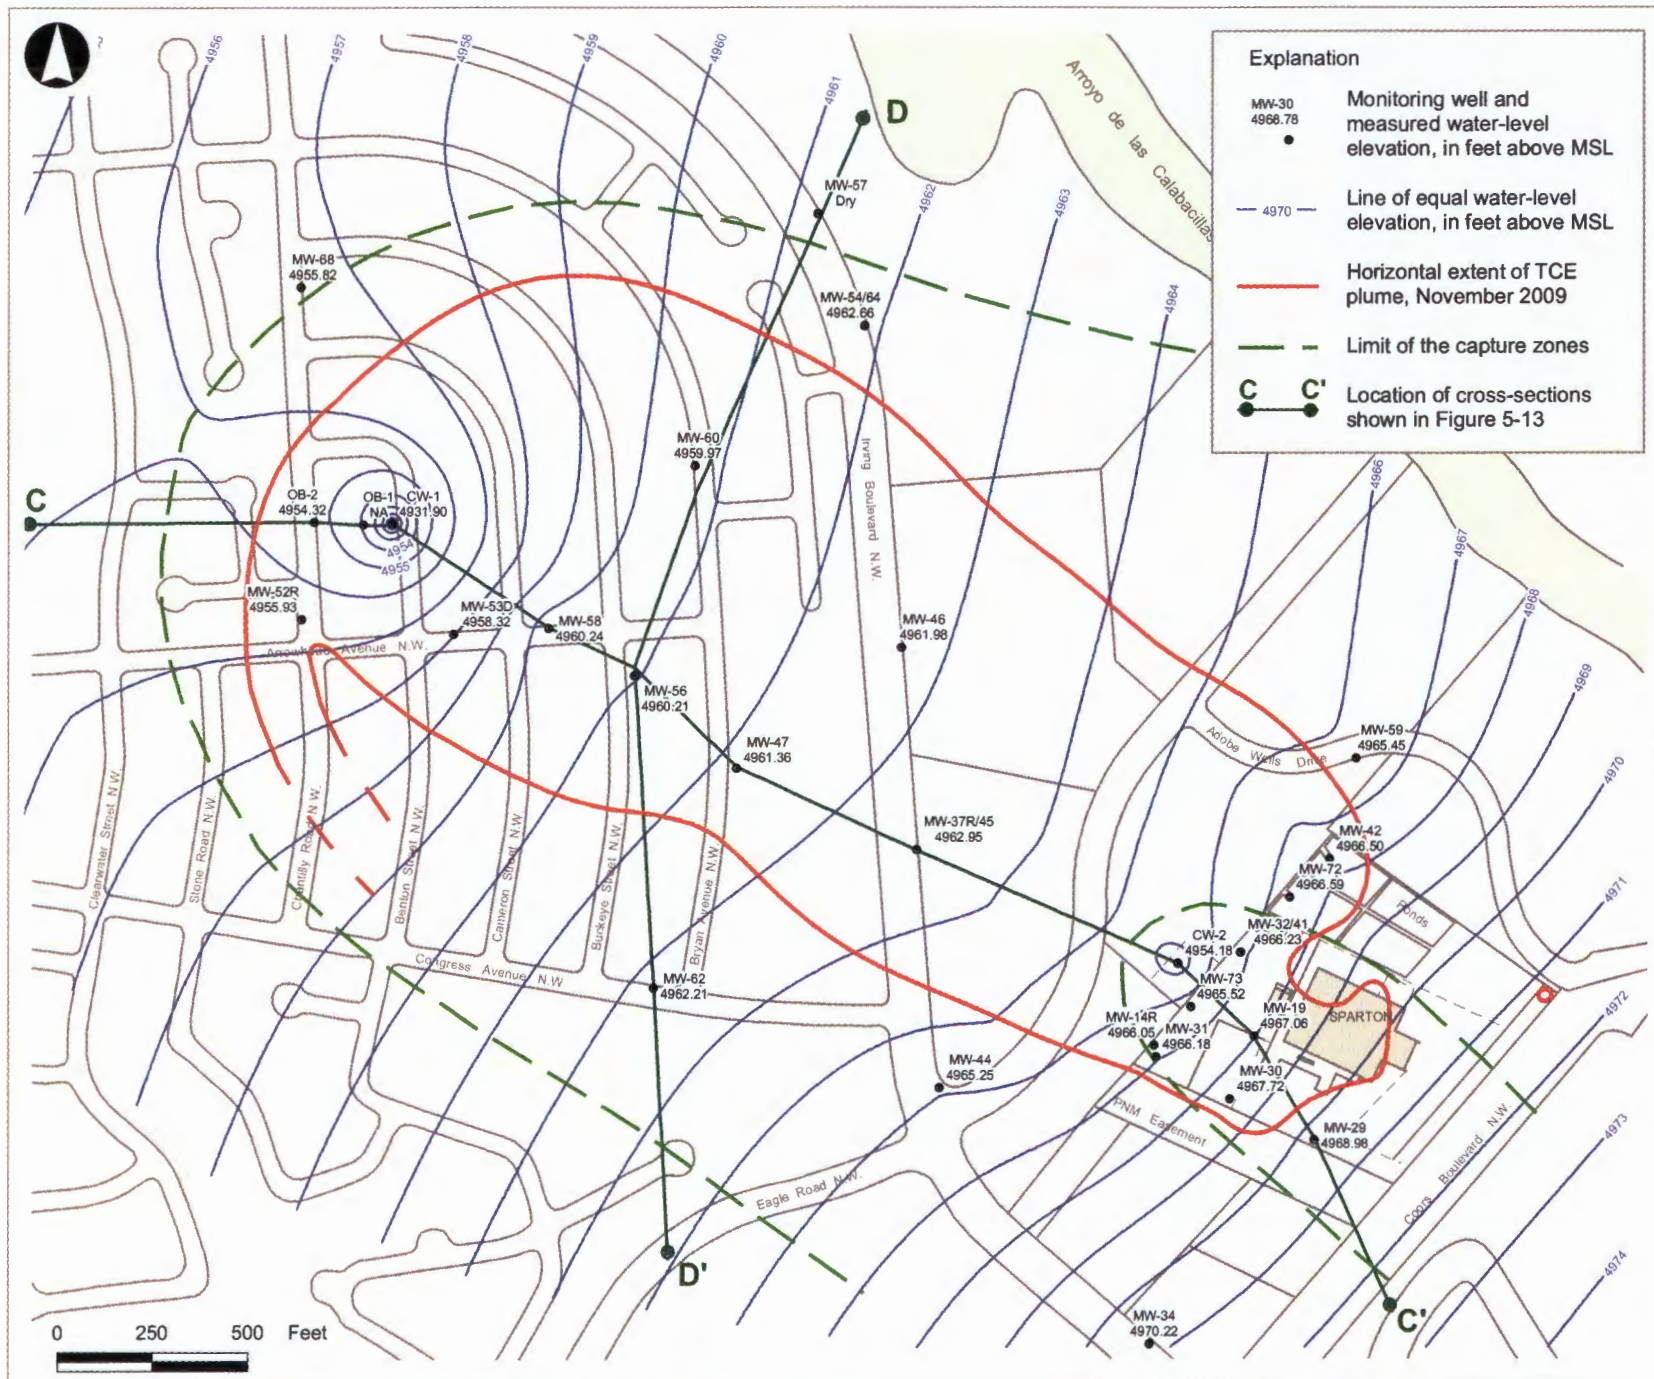 4956
4957
4958
4959
4960
4961
4962
4963
4964
4966
4967
4968
4969
4970
4971
4972
4973
4974
D
Arroyo de las Calabacillas
Explanation
MW-30
4968.78
Monitoring well and
measured water-level
elevation, in feet above MSL
4970
Line of equal water-level
elevation, in feet above MSL
Horizontal extent of TCE
plume, November 2009
Limit of the capture zones
C C'
Location of cross-sections
shown in Figure 5-13
MW-57
Dry
MW-68
4955.82
MW-54/64
4962.66
MW-60
4959.97
Irving Boulevard N.W.
C
OB-2
4954.32
OB-1
NA
CW-1
4931.90
4954
4955
MW-52R
4955.93
MW-53D
4958.32
MW-58
4960.24
MW-46
4961.98
Arrowhead Avenue N.W.
MW-56
4960.21
MW-47
4961.36
Adobe Wells Drive
MW-59
4965.45
MW-37R/45
4962.95
MW-42
4966.50
MW-72
4966.59
Ponds
Clearwater Street N.W.
Stone Road N.W.
Chantilly Road N.W.
Benton Street N.W.
Cameron Street N.W
Buckeye Street N.W.
Bryan Avenue N.W.
Congress Avenue N.W
CW-2
4954.18
MW-32/41
4966.23
MW-62
4962.21
MW-73
4965.52
MW-14R
4966.05
MW-31
4966.18
MW-19
4967.06
SPARTON
MW-44
4965.25
MW-30
4967.72
PNM Easement
MW-29
4968.98
Coors Boulevard N.W.
Eagle Road N.W.
D'
C'
MW-34
4970.22
0 250 500 Feet